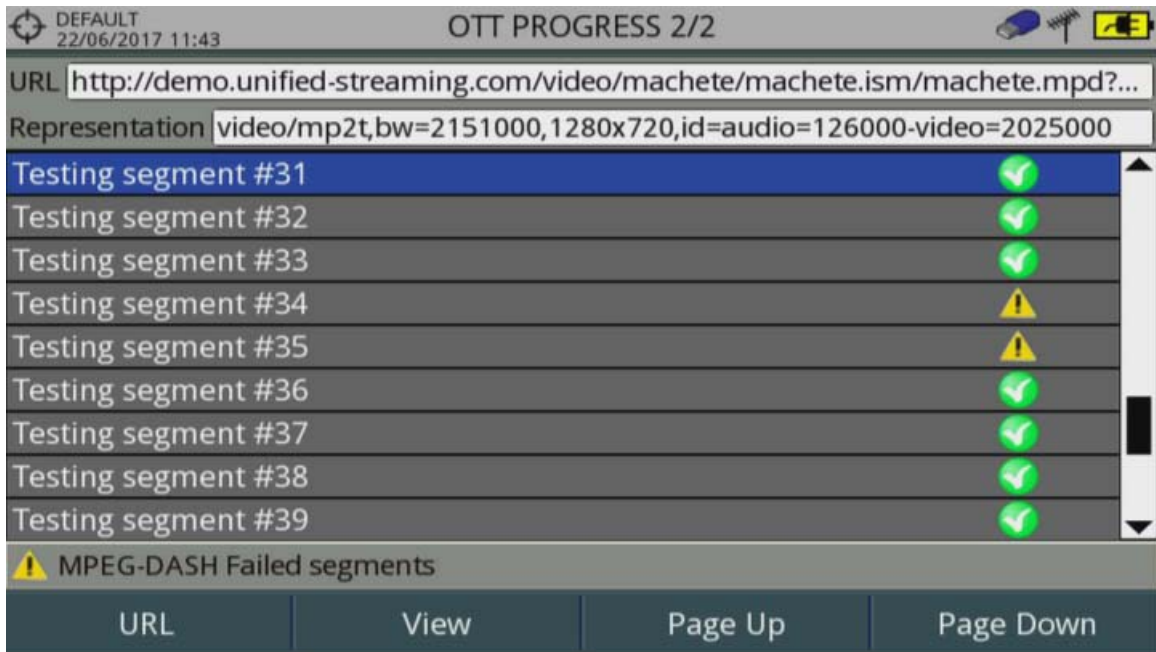 DEFAULT
22/06/2017 11:43
OTT PROGRESS 2/2
URL http://demo.unified-streaming.com/video/machete/machete.ism/machete.mpd?...
Representation video/mp2t,bw=2151000,1280x720,id=audio=126000-video=2025000
Testing segment #31
Testing segment #32
Testing segment #33
Testing segment #34
Testing segment #35
Testing segment #36
Testing segment #37
Testing segment #38
Testing segment #39
MPEG-DASH Failed segments
URL
View
Page Up
Page Down